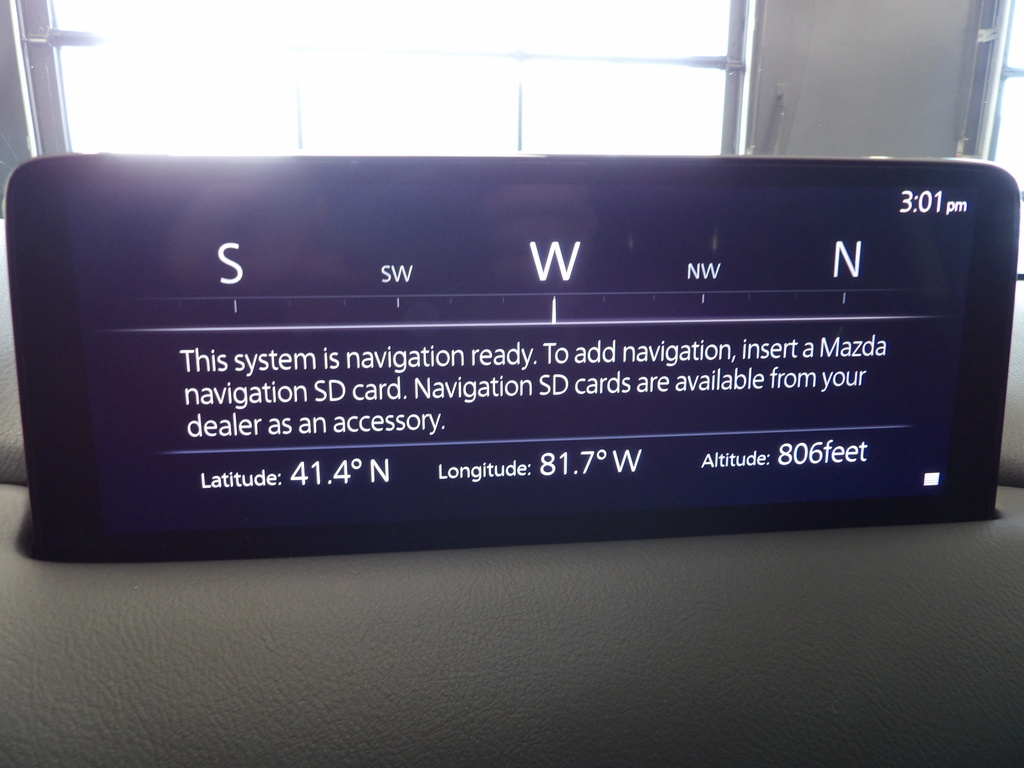 3:01 pm
S SW W NW N
This system is navigation ready. To add navigation, insert a Mazda
navigation SD card. Navigation SD cards are available from your
dealer as an accessory.
Latitude: 41.4° N Longitude: 81.7° W Altitude: 806feet